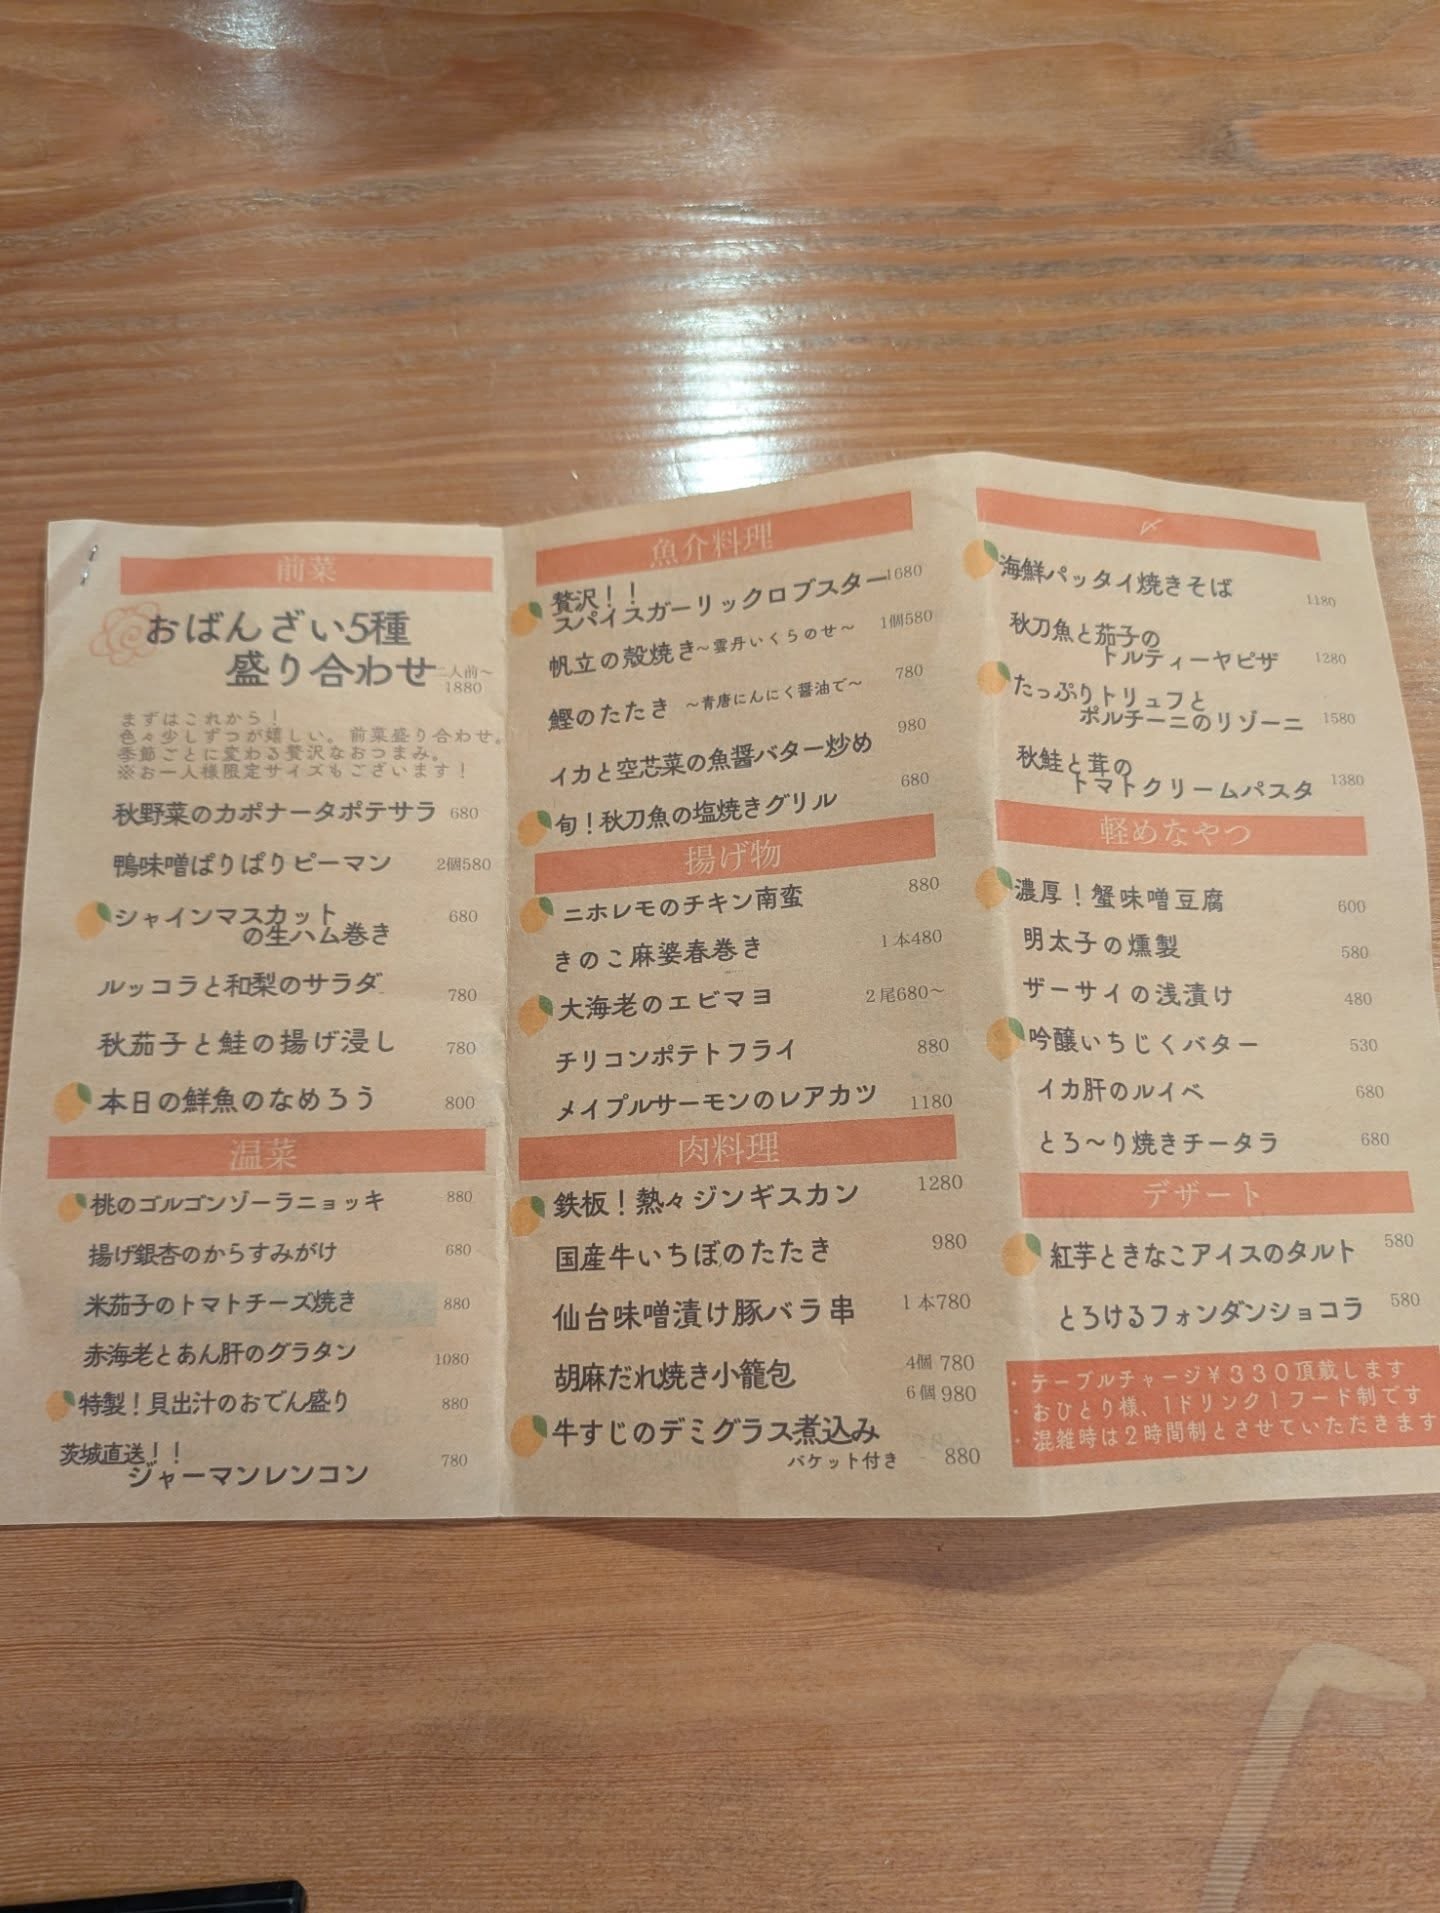 前菜
おばんざい5種
盛り合わせ 二人前〜
1880
まずはこれから!
色々少しずつが嬉しい。前菜盛り合わせ。
季節ごとに変わる贅沢なおつまみ。
※お一人様限定サイズもございます!
秋野菜のカポナータポテサラ 680
鴨味噌ぱりぱりピーマン 2個580
シャインマスカット
の生ハム巻き 680
ルッコラと和梨のサラダ 780
秋茄子と鮭の揚げ浸し 780
本日の鮮魚のなめろう 800
温菜
桃のゴルゴンゾーラニョッキ 880
揚げ銀杏のからすみがけ 680
米茄子のトマトチーズ焼き 880
赤海老とあん肝のグラタン 1080
特製!貝出汁のおでん盛り 880
茨城直送!!
ジャーマンレンコン 780
魚介料理
贅沢!!
スパイスガーリックロブスター 1680
帆立の殻焼き〜雲丹いくらのせ〜 1個580
鰹のたたき 〜青唐にんにく醤油で〜 780
イカと空芯菜の魚醤バター炒め 980
旬!秋刀魚の塩焼きグリル 680
揚げ物
ニホレモのチキン南蛮 880
きのこ麻婆春巻き 1本480
大海老のエビマヨ 2尾680〜
チリコンポテトフライ 880
メイプルサーモンのレアカツ 1180
肉料理
鉄板!熱々ジンギスカン 1280
国産牛いちぼのたたき 980
仙台味噌漬け豚バラ串 1本780
胡麻だれ焼き小籠包 4個 780
6個 980
牛すじのデミグラス煮込み
バケット付き 880
〆
海鮮パッタイ焼きそば 1180
秋刀魚と茄子の
トルティーヤピザ 1280
たっぷりトリュフと
ポルチーニのリゾーニ 1580
秋鮭と茸の
トマトクリームパスタ 1380
軽めなやつ
濃厚!蟹味噌豆腐 600
明太子の燻製 580
ザーサイの浅漬け 480
吟醸いちじくバター 530
イカ肝のルイベ 680
とろ〜り焼きチータラ 680
デザート
紅芋ときなこアイスのタルト 580
とろけるフォンダンショコラ 580
・テーブルチャージ¥330頂戴します
・おひとり様、1ドリンク1フード制です
・混雑時は2時間制とさせていただきます